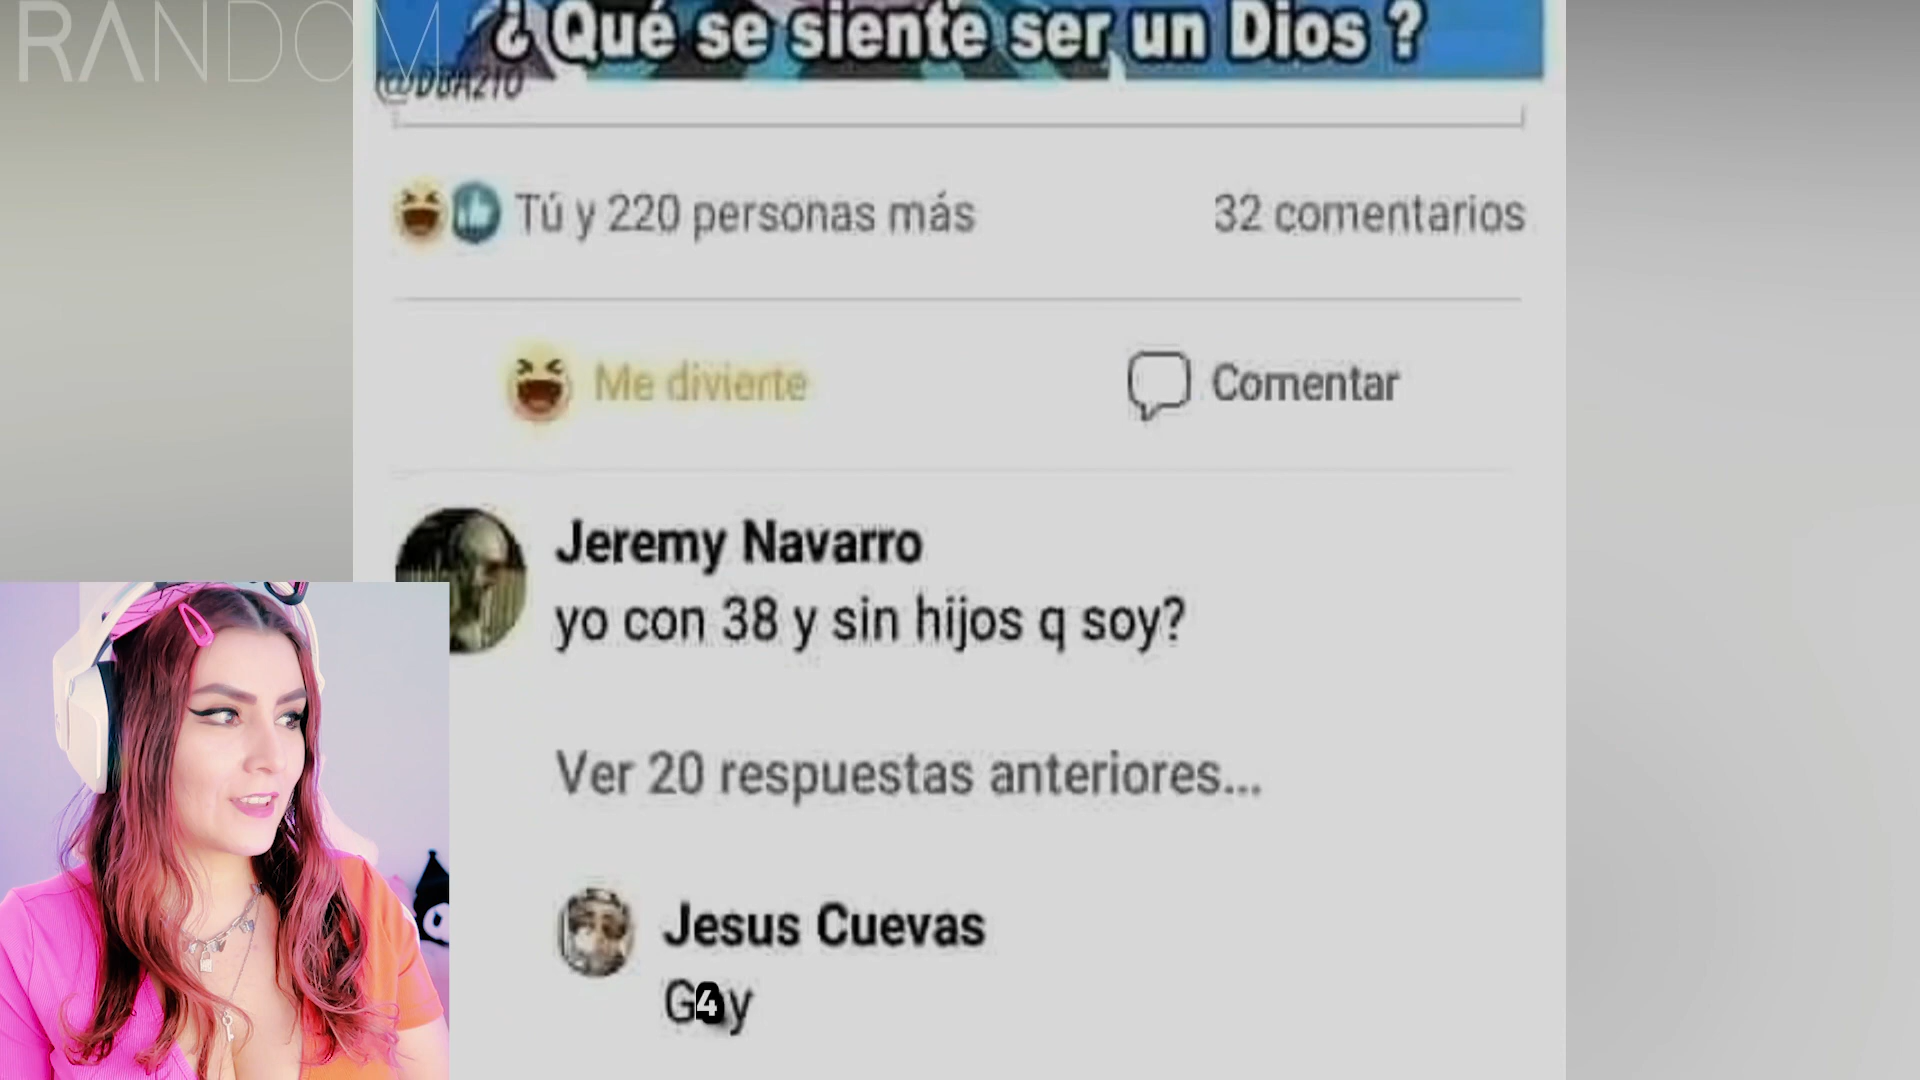 RANDOM
¿Qué se siente ser un Dios ?
@DBAZ10
Tú y 220 personas más
32 comentarios
Me divierte
Comentar
Jeremy Navarro
yo con 38 y sin hijos q soy?
Ver 20 respuestas anteriores...
Jesus Cuevas
G4y